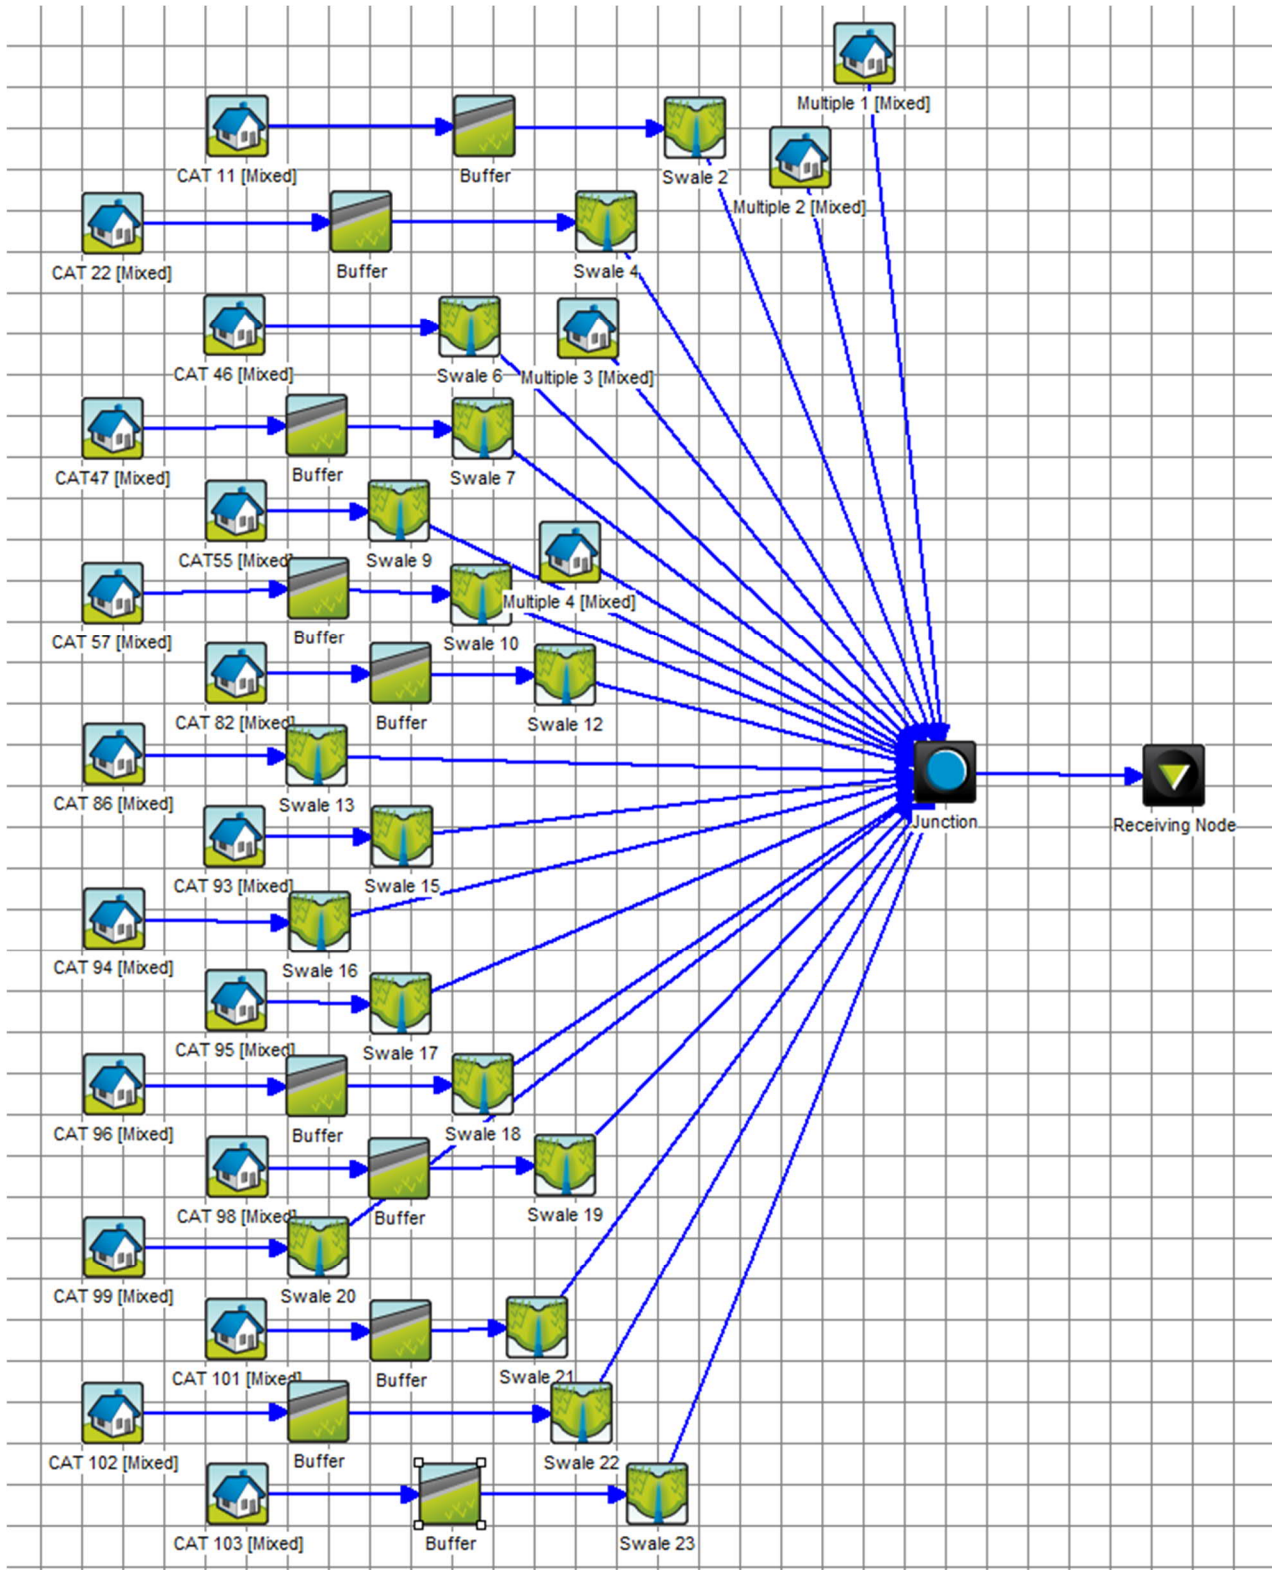 Multiple 1 [Mixed]
CAT 11 [Mixed]
Buffer
Swale 2
Multiple 2 [Mixed]
CAT 22 [Mixed]
Buffer
Swale 4
CAT 46 [Mixed]
Swale 6
Multiple 3 [Mixed]
CAT47 [Mixed]
Buffer
Swale 7
CAT55 [Mixed]
Swale 9
Multiple 4 [Mixed]
CAT 57 [Mixed]
Buffer
Swale 10
CAT 82 [Mixed]
Buffer
Swale 12
CAT 86 [Mixed]
Swale 13
Junction
Receiving Node
CAT 93 [Mixed]
Swale 15
CAT 94 [Mixed]
Swale 16
CAT 95 [Mixed]
Swale 17
CAT 96 [Mixed]
Buffer
Swale 18
CAT 98 [Mixed]
Buffer
Swale 19
CAT 99 [Mixed]
Swale 20
CAT 101 [Mixed]
Buffer
Swale 21
CAT 102 [Mixed]
Buffer
Swale 22
CAT 103 [Mixed]
Buffer
Swale 23